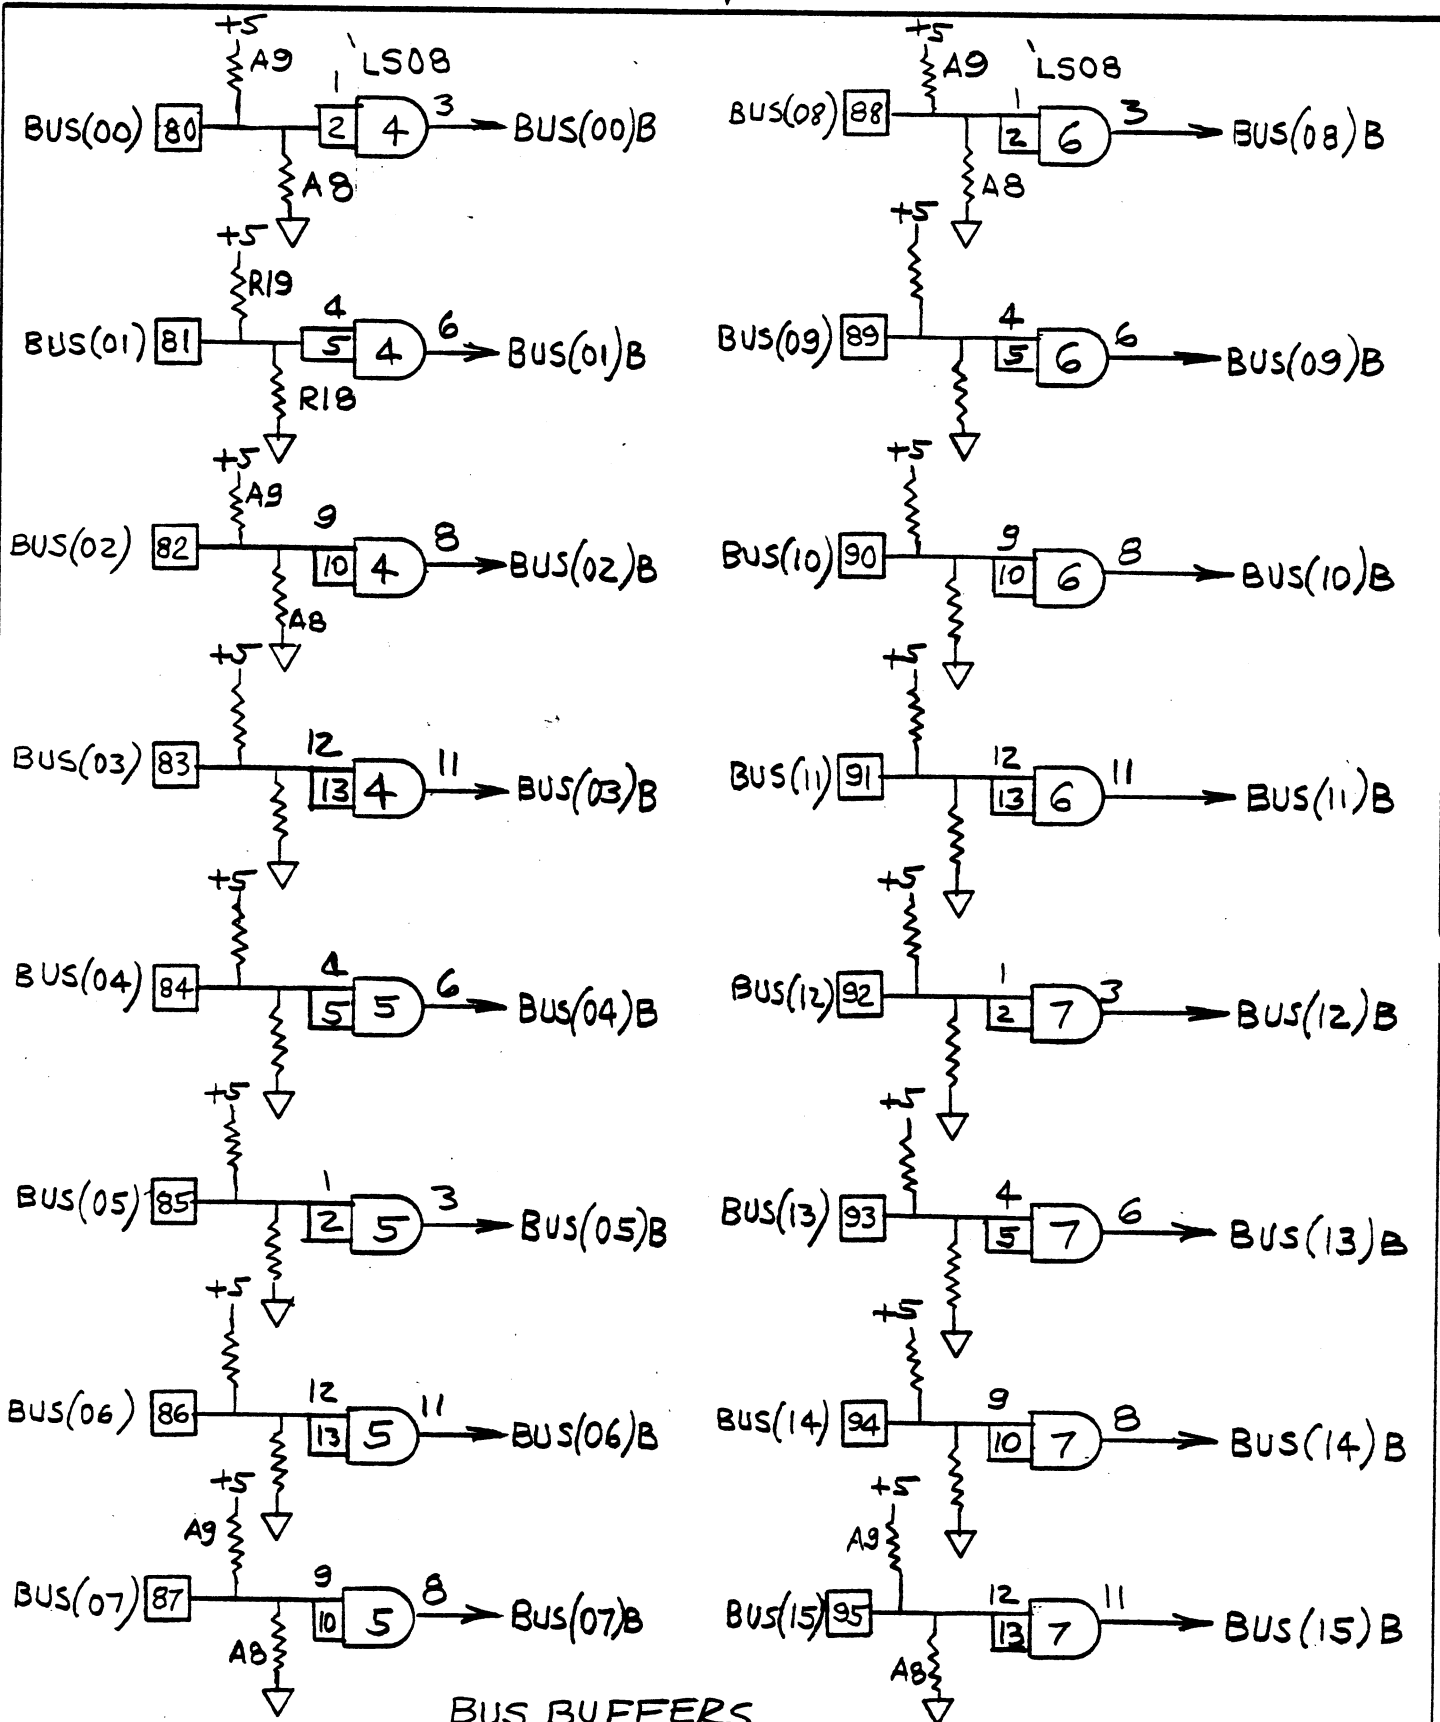 +5 A9 LS08
BUS(00) 80 1 2 4 3 BUS(00)B
A8
+5
R19
BUS(01) 81 4 5 4 6 BUS(01)B
R18
+5
A9
BUS(02) 82 9 10 4 8 BUS(02)B
A8
+5
BUS(03) 83 12 13 4 11 BUS(03)B
+5
BUS(04) 84 4 5 5 6 BUS(04)B
+5
BUS(05) 85 1 2 5 3 BUS(05)B
+5
BUS(06) 86 12 13 5 11 BUS(06)B
+5
A9
BUS(07) 87 9 10 5 8 BUS(07)B
A8
+5 A9 LS08
BUS(08) 88 1 2 6 3 BUS(08)B
A8
+5
BUS(09) 89 4 5 6 6 BUS(09)B
+5
BUS(10) 90 9 10 6 8 BUS(10)B
+5
BUS(11) 91 12 13 6 11 BUS(11)B
+5
BUS(12) 92 1 2 7 3 BUS(12)B
+5
BUS(13) 93 4 5 7 6 BUS(13)B
+5
BUS(14) 94 9 10 7 8 BUS(14)B
+5
A9
BUS(15) 95 12 13 7 11 BUS(15)B
A8
BUS BUFFERS